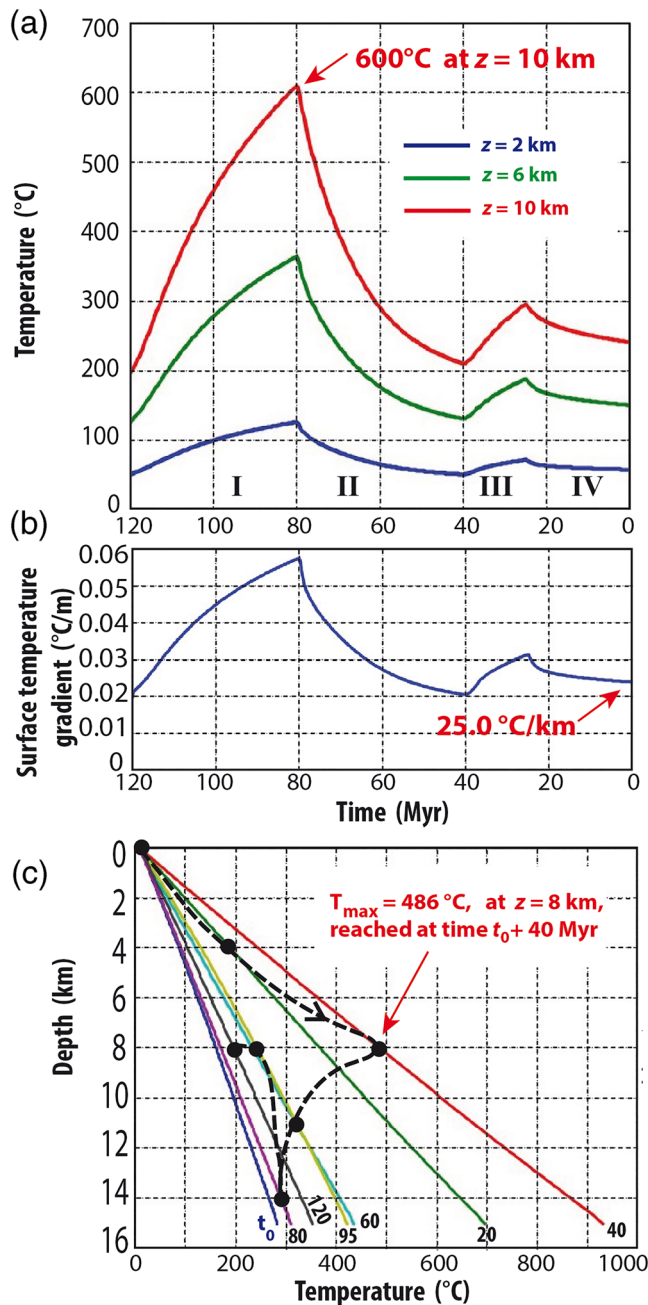 (a)
700
600
500
400
300
200
100
0
Temperature (°C)
600°C at z = 10 km
z = 2 km
z = 6 km
z = 10 km
I II III IV
120 100 80 60 40 20 0
(b)
0.06
0.05
0.04
0.03
0.02
0.01
0
Surface temperature
gradient (°C/m)
25.0 °C/km
120 100 80 60 40 20 0
Time (Myr)
(c)
0
2
4
6
8
10
12
14
16
Depth (km)
Tmax = 486 °C, at z = 8 km,
reached at time t0+ 40 Myr
t0 80 120 95 60 20 40
0 200 400 600 800 1000
Temperature (°C)